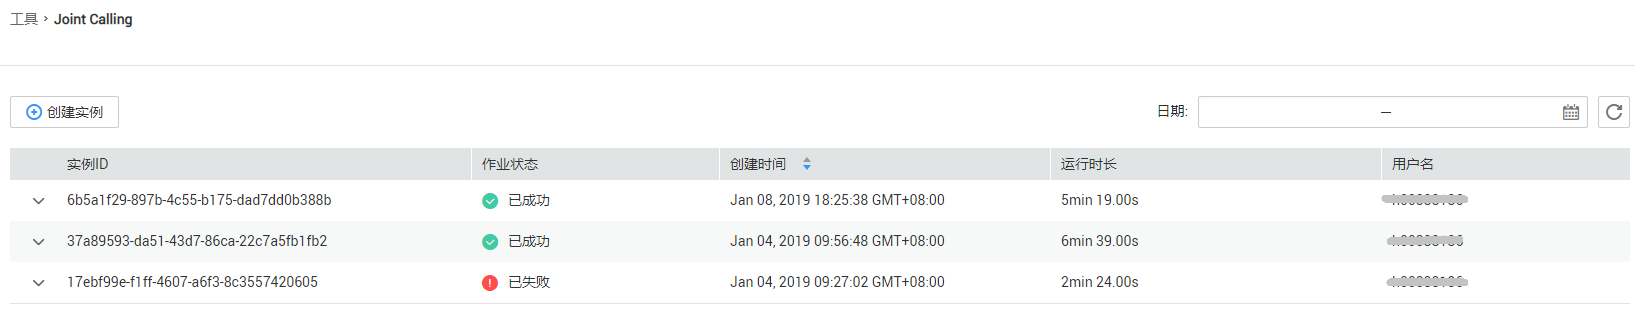 工具 › Joint Calling
创建实例 日期: –
实例ID 作业状态 创建时间 运行时长 用户名
6b5a1f29-897b-4c55-b175-dad7dd0b388b 已成功 Jan 08, 2019 18:25:38 GMT+08:00 5min 19.00s
37a89593-da51-43d7-86ca-22c7a5fb1fb2 已成功 Jan 04, 2019 09:56:48 GMT+08:00 6min 39.00s
17ebf99e-f1ff-4607-a6f3-8c3557420605 已失败 Jan 04, 2019 09:27:02 GMT+08:00 2min 24.00s